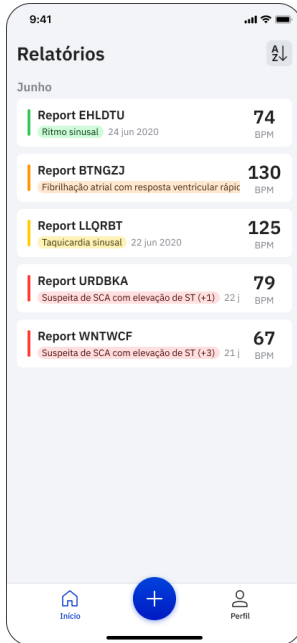 9:41
Relatórios
A
Z
Junho
Report EHLDTU
74
Ritmo sinusal 24 jun 2020
BPM
Report BTNGZJ
130
Fibrilhação atrial com resposta ventricular rápic
BPM
Report LLQRBT
125
Taquicardia sinusal 22 jun 2020
BPM
Report URDBKA
79
Suspeita de SCA com elevação de ST (+1) 22 j
BPM
Report WNTWCF
67
Suspeita de SCA com elevação de ST (+3) 21 j
BPM
Início
Perfil